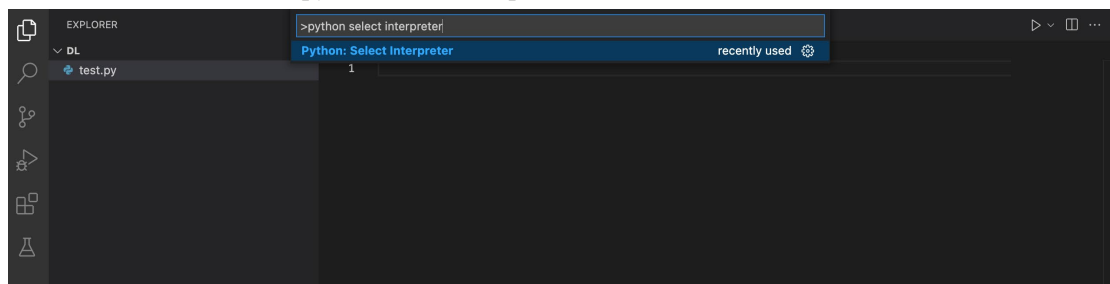 EXPLORER
>python select interpreter
DL
Python: Select Interpreter recently used
test.py
1